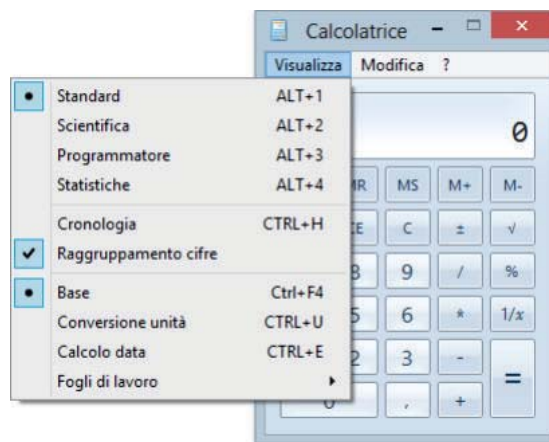 Calcolatrice
Visualizza Modifica ?
Standard ALT+1
Scientifica ALT+2
Programmatore ALT+3
Statistiche ALT+4
Cronologia CTRL+H
Raggruppamento cifre
Base Ctrl+F4
Conversione unità CTRL+U
Calcolo data CTRL+E
Fogli di lavoro
0
MS M+ M-
C ± √
9 / %
6 * 1/x
3 - =
, +